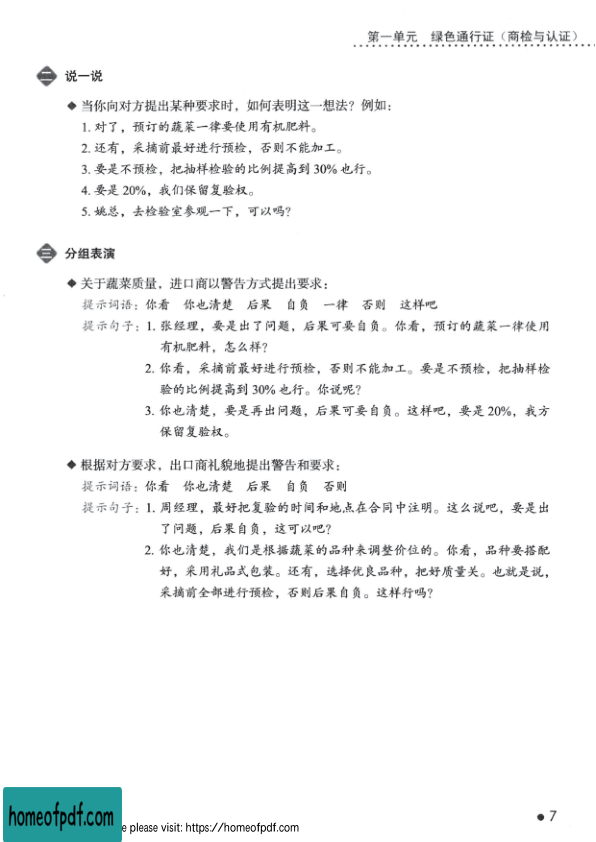 第一单元　绿色通行证（商检与认证）
二 说一说
◆ 当你向对方提出某种要求时，如何表明这一想法？例如：
1. 对了，预订的蔬菜一律要使用有机肥料。
2. 还有，采摘前最好进行预检，否则不能加工。
3. 要是不预检，把抽样检验的比例提高到 30% 也行。
4. 要是 20%，我们保留复验权。
5. 姚总，去检验室参观一下，可以吗？
三 分组表演
◆ 关于蔬菜质量，进口商以警告方式提出要求：
提示词语：你看　你也清楚　后果　自负　一律　否则　这样吧
提示句子：1. 张经理，要是出了问题，后果可要自负。你看，预订的蔬菜一律使用
有机肥料，怎么样？
2. 你看，采摘前最好进行预检，否则不能加工。要是不预检，把抽样检
验的比例提高到 30% 也行。你说呢？
3. 你也清楚，要是再出问题，后果可要自负。这样吧，要是 20%，我方
保留复验权。
◆ 根据对方要求，出口商礼貌地提出警告和要求：
提示词语：你看　你也清楚　后果　自负　否则
提示句子：1. 周经理，最好把复验的时间和地点在合同中注明。这么说吧，要是出
了问题，后果自负，这可以吧？
2. 你也清楚，我们是根据蔬菜的品种来调整价位的。你看，品种要搭配
好，采用礼品式包装。还有，选择优良品种，把好质量关。也就是说，
采摘前全部进行预检，否则后果自负。这样行吗？
● 7
homeofpdf.com
e please visit: https://homeofpdf.com